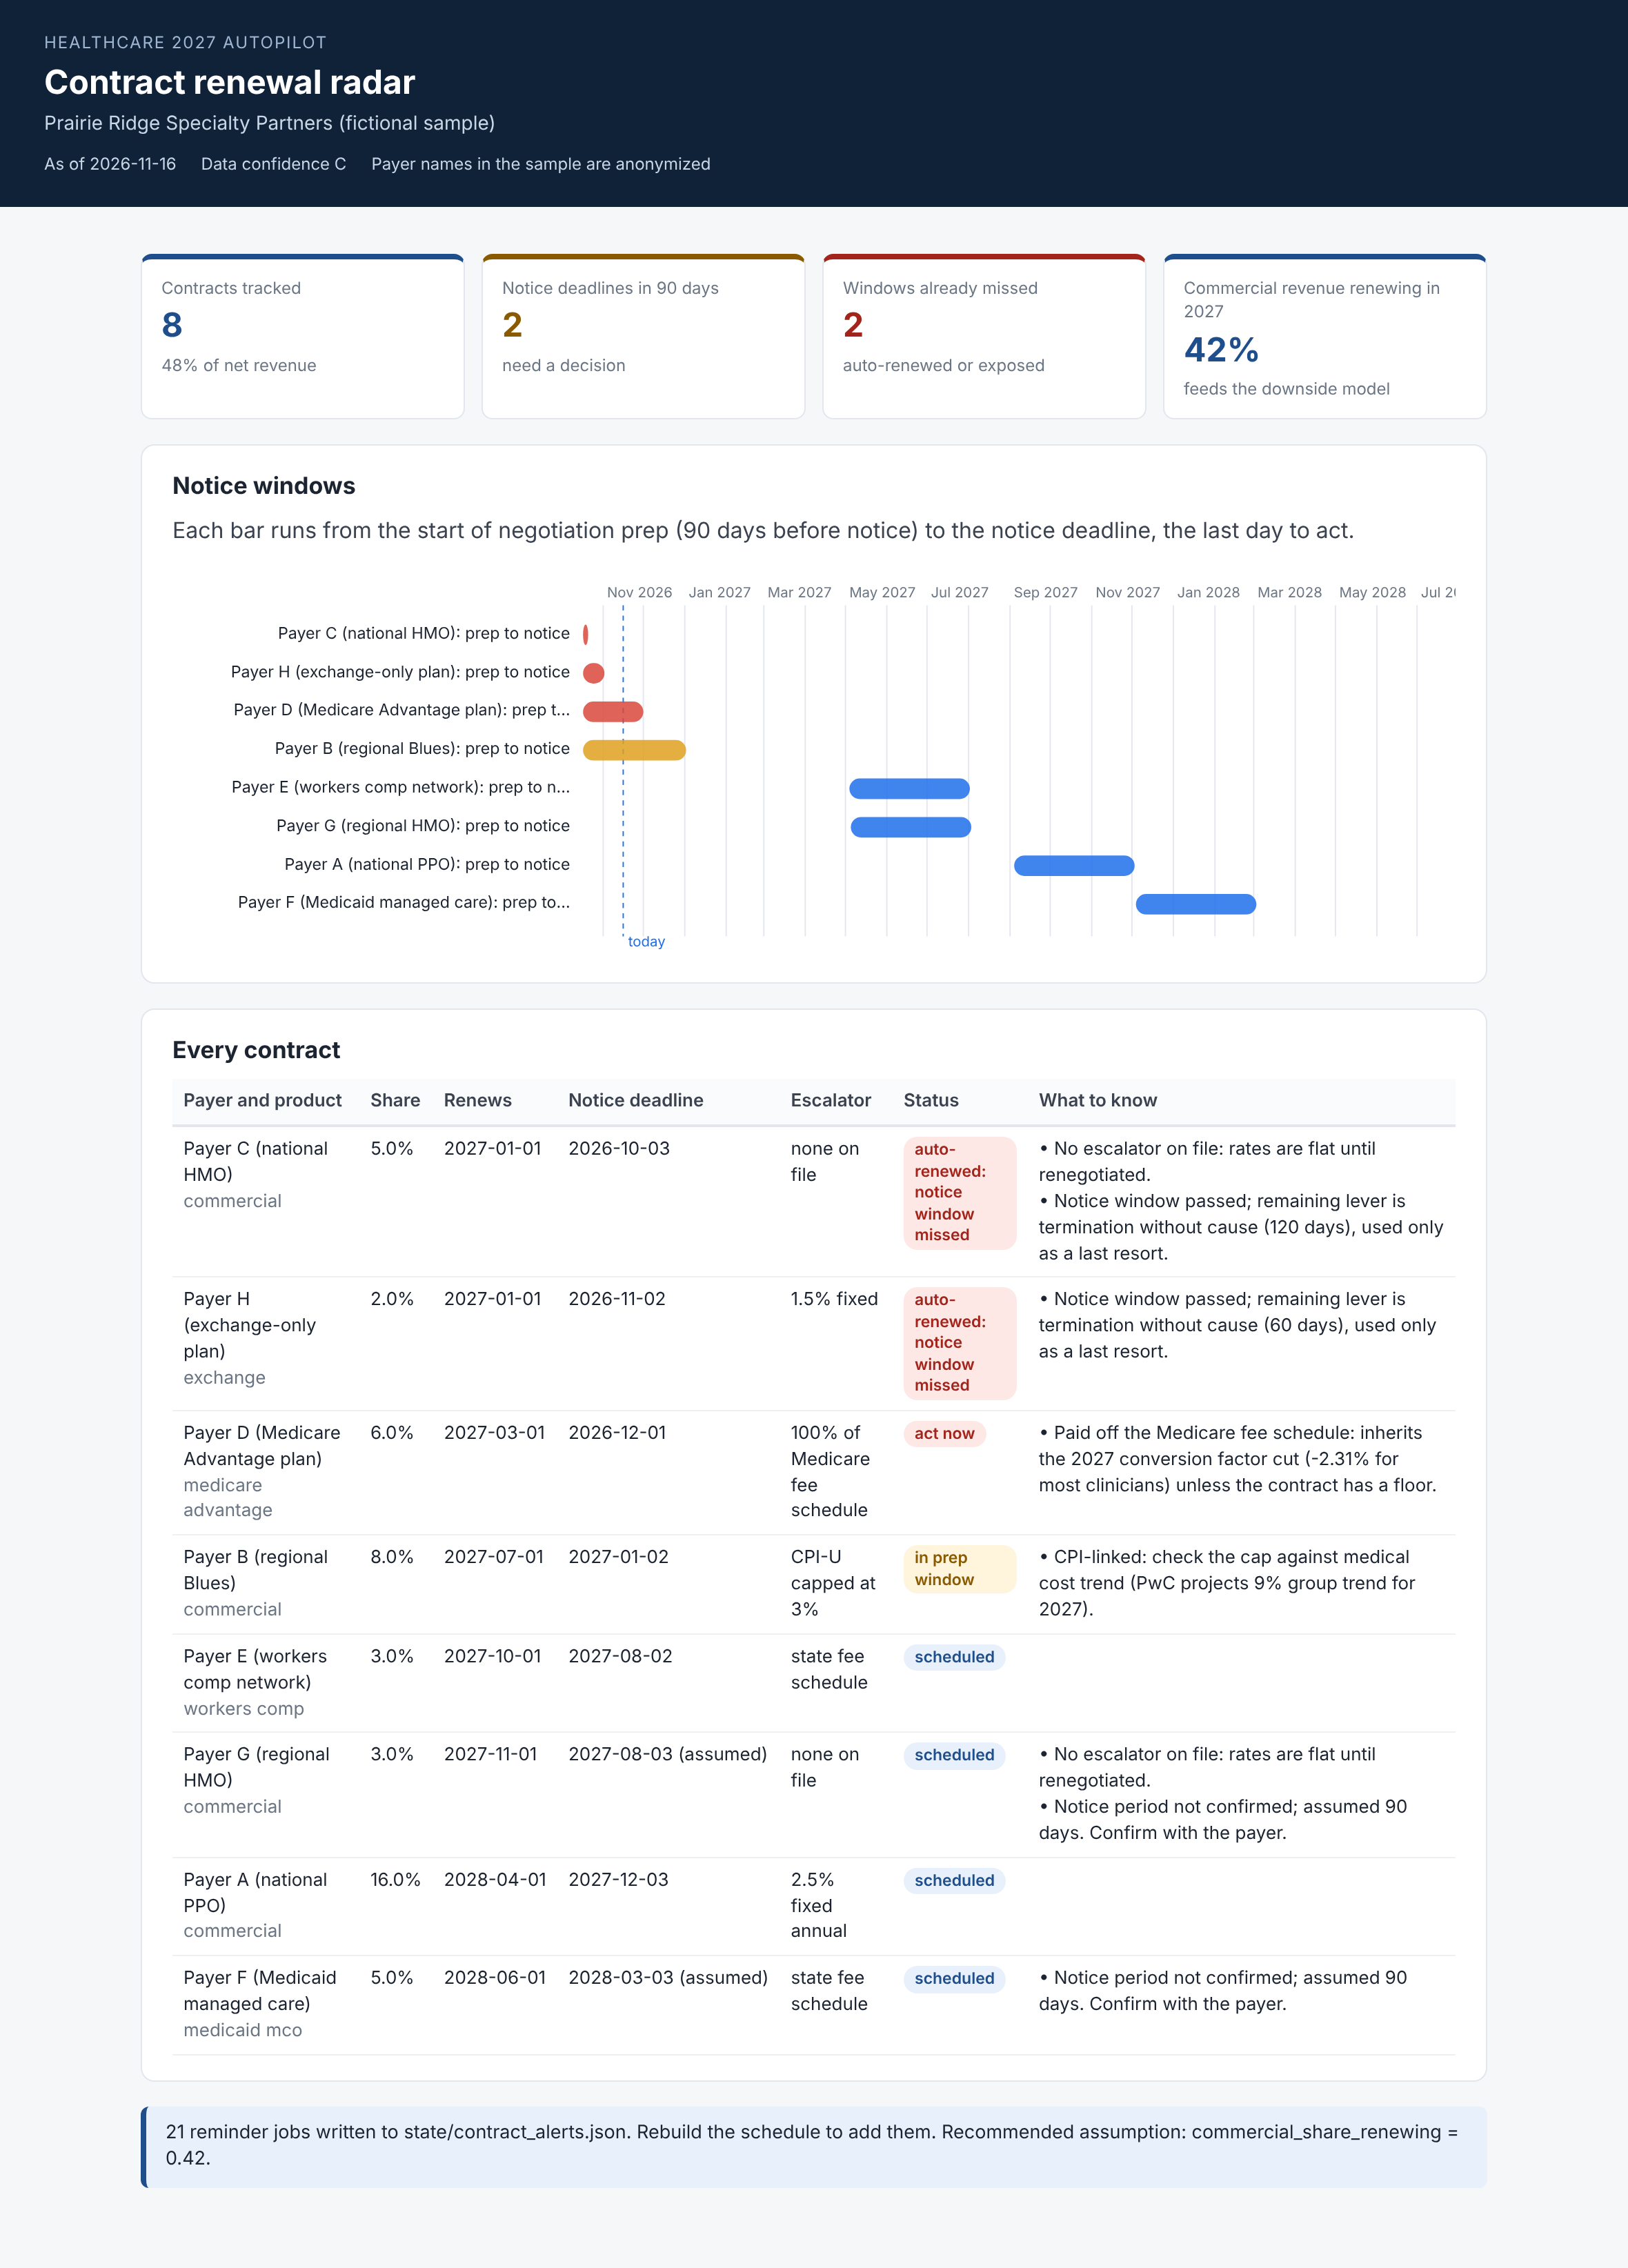 HEALTHCARE 2027 AUTOPILOT
Contract renewal radar
Prairie Ridge Specialty Partners (fictional sample)
As of 2026-11-16 Data confidence C Payer names in the sample are anonymized
Contracts tracked
8
48% of net revenue
Notice deadlines in 90 days
2
need a decision
Windows already missed
2
auto-renewed or exposed
Commercial revenue renewing in
2027
42%
feeds the downside model
Notice windows
Each bar runs from the start of negotiation prep (90 days before notice) to the notice deadline, the last day to act.
Nov 2026 Jan 2027 Mar 2027 May 2027 Jul 2027 Sep 2027 Nov 2027 Jan 2028 Mar 2028 May 2028 Jul 20
Payer C (national HMO): prep to notice
Payer H (exchange-only plan): prep to notice
Payer D (Medicare Advantage plan): prep t...
Payer B (regional Blues): prep to notice
Payer E (workers comp network): prep to n...
Payer G (regional HMO): prep to notice
Payer A (national PPO): prep to notice
Payer F (Medicaid managed care): prep to...
today
Every contract
Payer and product Share Renews Notice deadline Escalator Status What to know
Payer C (national
HMO)
commercial
5.0%
2027-01-01
2026-10-03
none on
file
auto-
renewed:
notice
window
missed
• No escalator on file: rates are flat until
renegotiated.
• Notice window passed; remaining lever is
termination without cause (120 days), used only
as a last resort.
Payer H
(exchange-only
plan)
exchange
2.0%
2027-01-01
2026-11-02
1.5% fixed
auto-
renewed:
notice
window
missed
• Notice window passed; remaining lever is
termination without cause (60 days), used only
as a last resort.
Payer D (Medicare
Advantage plan)
medicare
advantage
6.0%
2027-03-01
2026-12-01
100% of
Medicare
fee
schedule
act now
• Paid off the Medicare fee schedule: inherits
the 2027 conversion factor cut (-2.31% for
most clinicians) unless the contract has a floor.
Payer B (regional
Blues)
commercial
8.0%
2027-07-01
2027-01-02
CPI-U
capped at
3%
in prep
window
• CPI-linked: check the cap against medical
cost trend (PwC projects 9% group trend for
2027).
Payer E (workers
comp network)
workers comp
3.0%
2027-10-01
2027-08-02
state fee
schedule
scheduled
Payer G (regional
HMO)
commercial
3.0%
2027-11-01
2027-08-03 (assumed)
none on
file
scheduled
• No escalator on file: rates are flat until
renegotiated.
• Notice period not confirmed; assumed 90
days. Confirm with the payer.
Payer A (national
PPO)
commercial
16.0%
2028-04-01
2027-12-03
2.5%
fixed
annual
scheduled
Payer F (Medicaid
managed care)
medicaid mco
5.0%
2028-06-01
2028-03-03 (assumed)
state fee
schedule
scheduled
• Notice period not confirmed; assumed 90
days. Confirm with the payer.
21 reminder jobs written to state/contract_alerts.json. Rebuild the schedule to add them. Recommended assumption: commercial_share_renewing =
0.42.